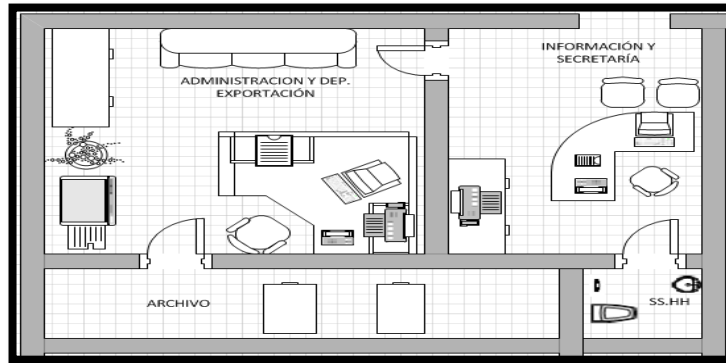 INFORMACIÓN Y
SECRETARÍA
ADMINISTRACION Y DEP.
EXPORTACIÓN
ARCHIVO
SS.HH